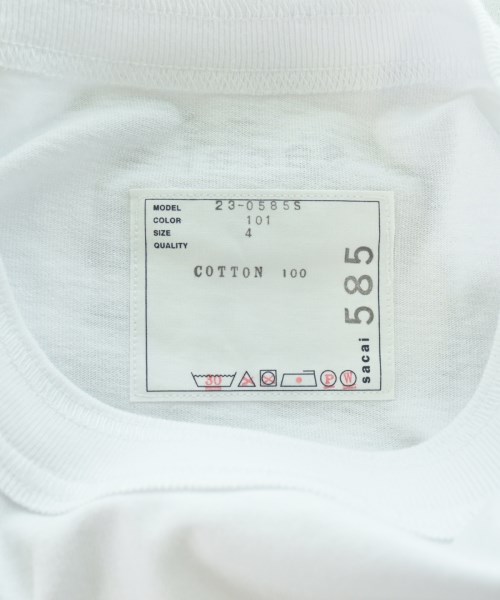 MODEL 23-0585S
COLOR 101
SIZE 4
QUALITY
COTTON 100
sacai 585
30 P W